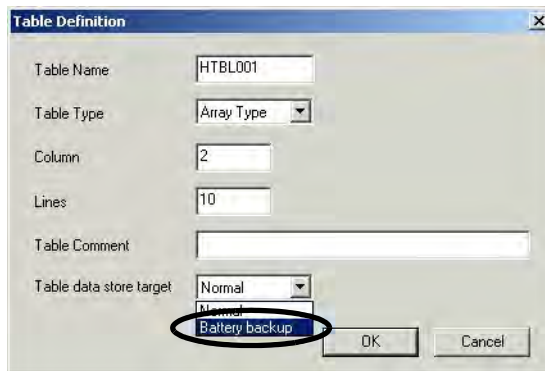 Table Definition
Table Name HTBL001
Table Type Array Type
Column 2
Lines 10
Table Comment
Table data store target Normal
Normal
Battery backup
OK Cancel